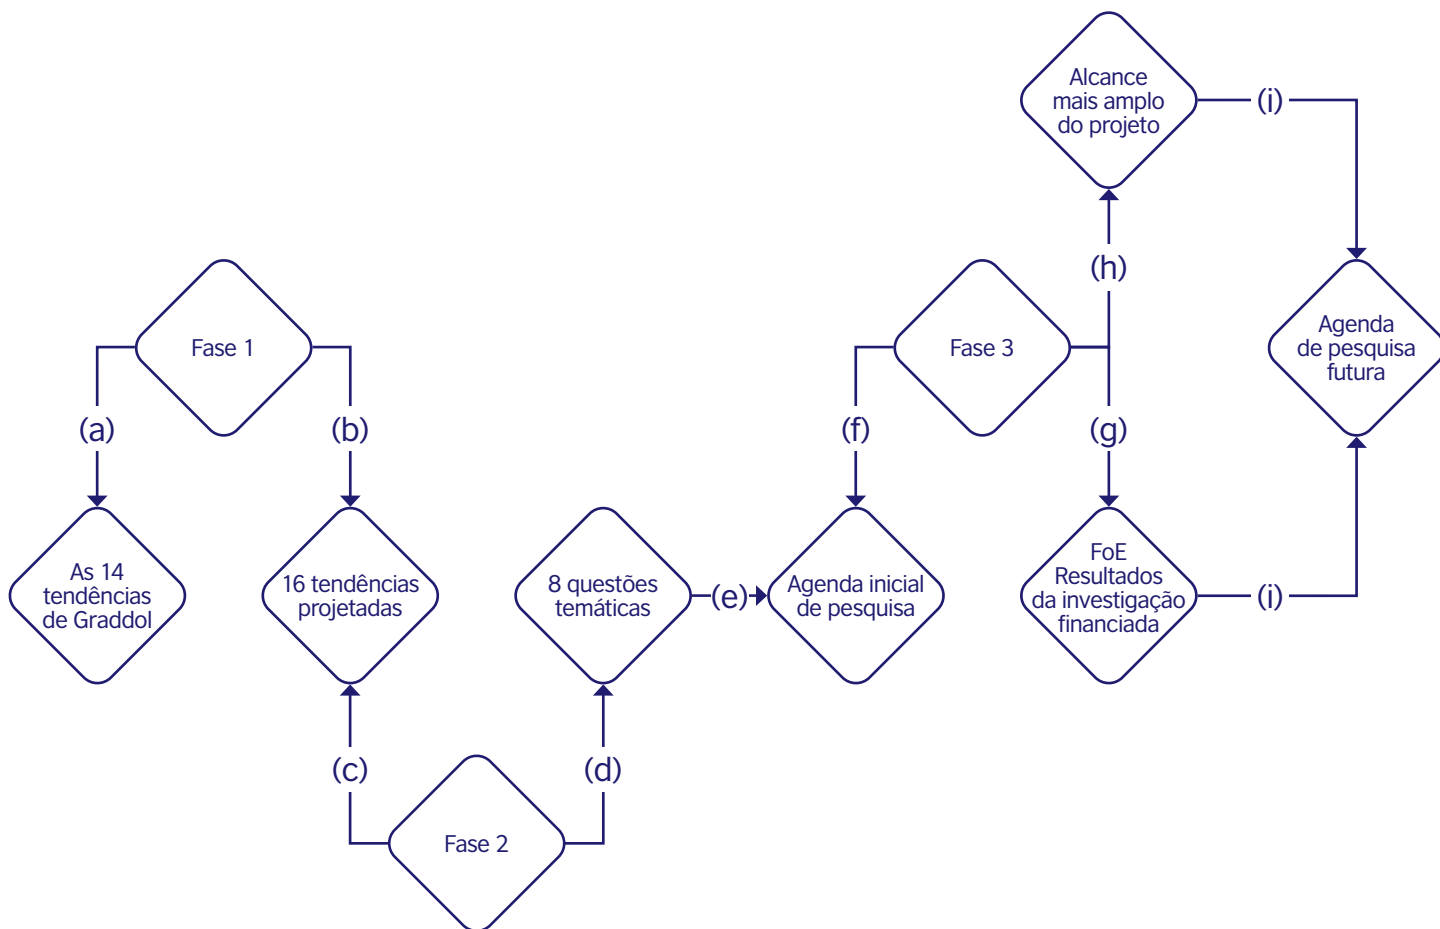 Alcance
mais amplo
do projeto
(i)
(h)
Fase 1
Fase 3
Agenda
de pesquisa
futura
(a)
(b)
(f)
(g)
As 14
tendências
de Graddol
16 tendências
projetadas
8 questões
temáticas
(e)
Agenda inicial
de pesquisa
FoE
Resultados
da investigação
financiada
(i)
(c)
(d)
Fase 2